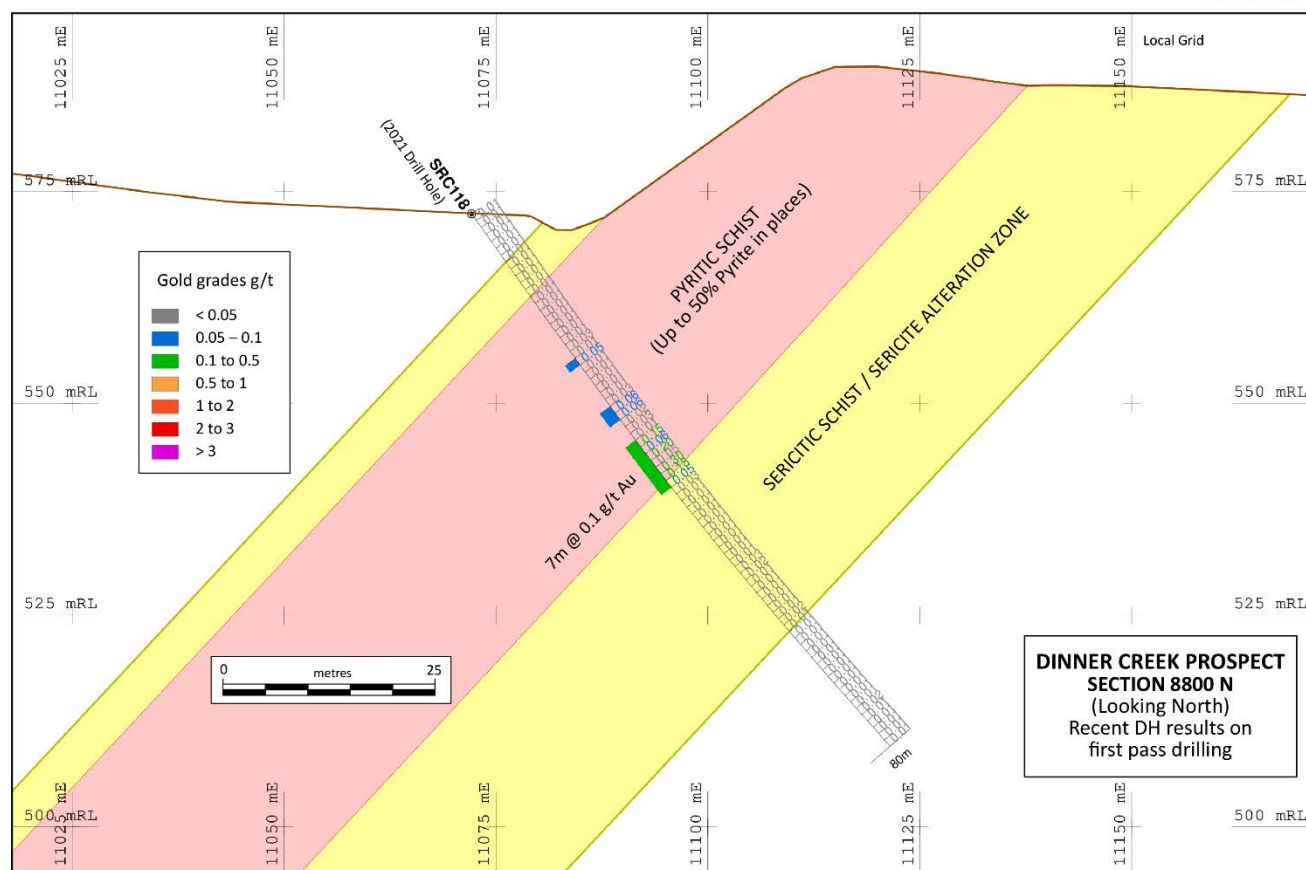 11025 mE
11050 mE
11075 mE
11100 mE
11125 mE
11150 mE
Local Grid
575 mRL
575 mRL
SRC118
(2021 Drill Hole)
PYRITIC SCHIST
(Up to 50% Pyrite in places)
SERICITIC SCHIST / SERICITE ALTERATION ZONE
Gold grades g/t
< 0.05
0.05 – 0.1
0.1 to 0.5
0.5 to 1
1 to 2
2 to 3
> 3
0.05
550 mRL
550 mRL
7m @ 0.1 g/t Au
525 mRL
525 mRL
0 metres 25
80m
DINNER CREEK PROSPECT
SECTION 8800 N
(Looking North)
Recent DH results on
first pass drilling
500 mRL
500 mRL
11025 mE
11050 mE
11075 mE
11100 mE
11125 mE
11150 mE